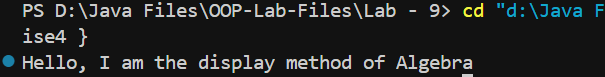 PS D:\Java Files\OOP-Lab-Files\Lab - 9> cd "d:\Java F
ise4 }
Hello, I am the display method of Algebra